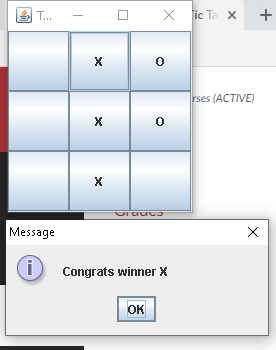 T...
ic Ta
X O
X O
rses (ACTIVE)
X
Grades
Message
Congrats winner X
OK